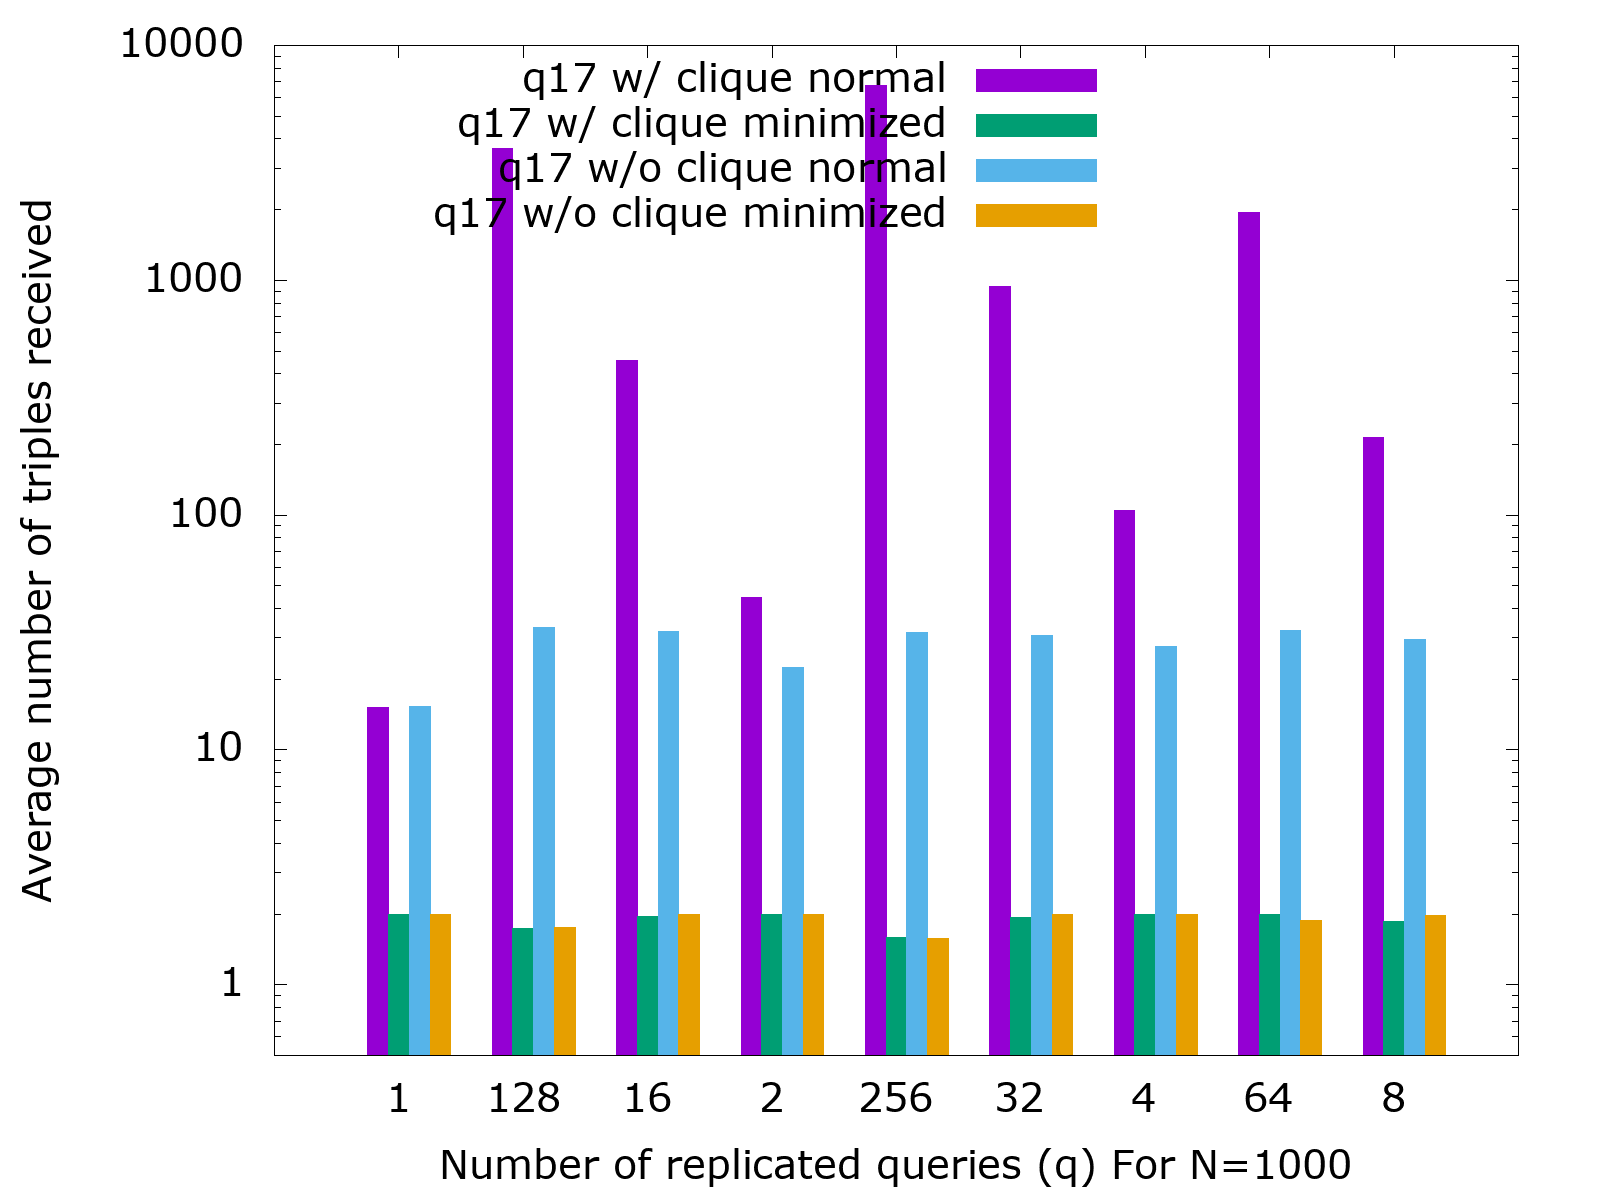 10000
1000
100
10
1
Average number of triples received
q17 w/ clique normal
q17 w/ clique minimized
q17 w/o clique normal
q17 w/o clique minimized
1 128 16 2 256 32 4 64 8
Number of replicated queries (q) For N=1000